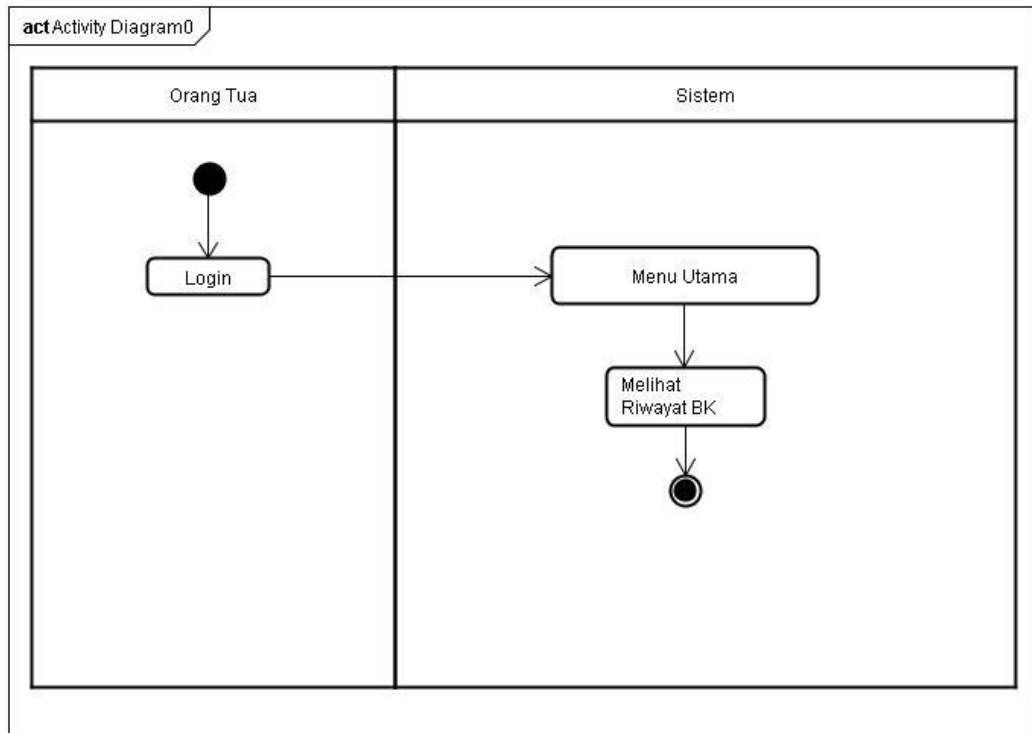 act Activity Diagram0
Orang Tua
Sistem
Login
Menu Utama
Melihat
Riwayat BK